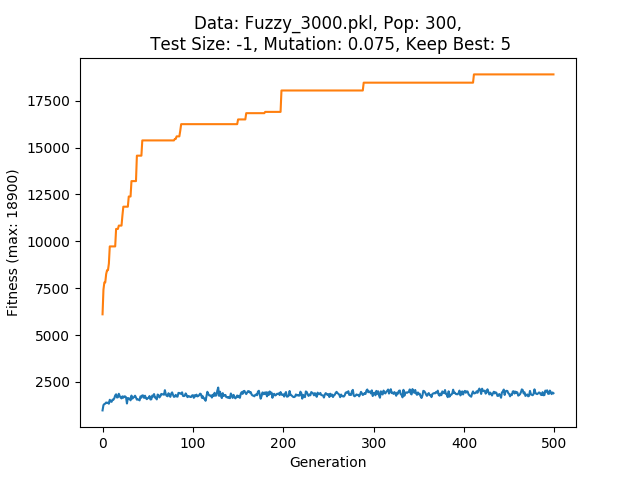 Data: Fuzzy_3000.pkl, Pop: 300,
Test Size: -1, Mutation: 0.075, Keep Best: 5
Fitness (max: 18900)
17500
15000
12500
10000
7500
5000
2500
0 100 200 300 400 500
Generation